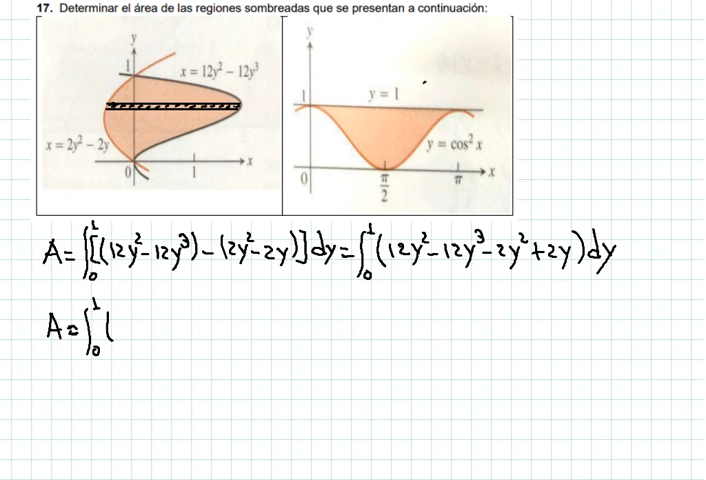 17. Determinar el área de las regiones sombreadas que se presentan a continuación:
y
1
x = 12y² − 12y³
x = 2y² − 2y
0
1
x
y
1
y = 1
y = cos² x
0
π/2
π
x
A = ∫₀¹ [(12y² − 12y³) − (2y² − 2y)] dy = ∫₀¹ (12y² − 12y³ − 2y² + 2y) dy
A = ∫₀¹ (